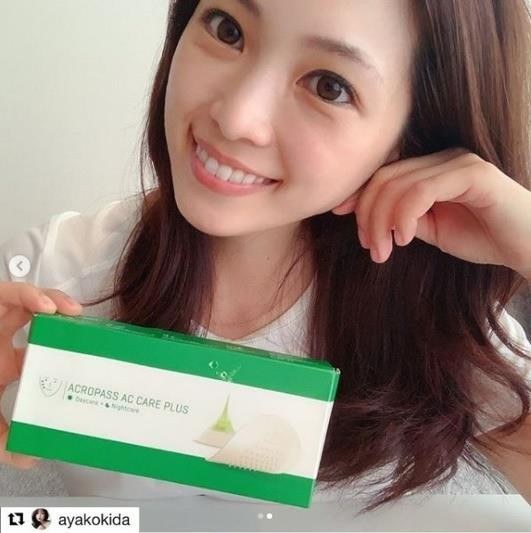 ACROPASS AC CARE PLUS
Daycare + Nightcare
ayakokida